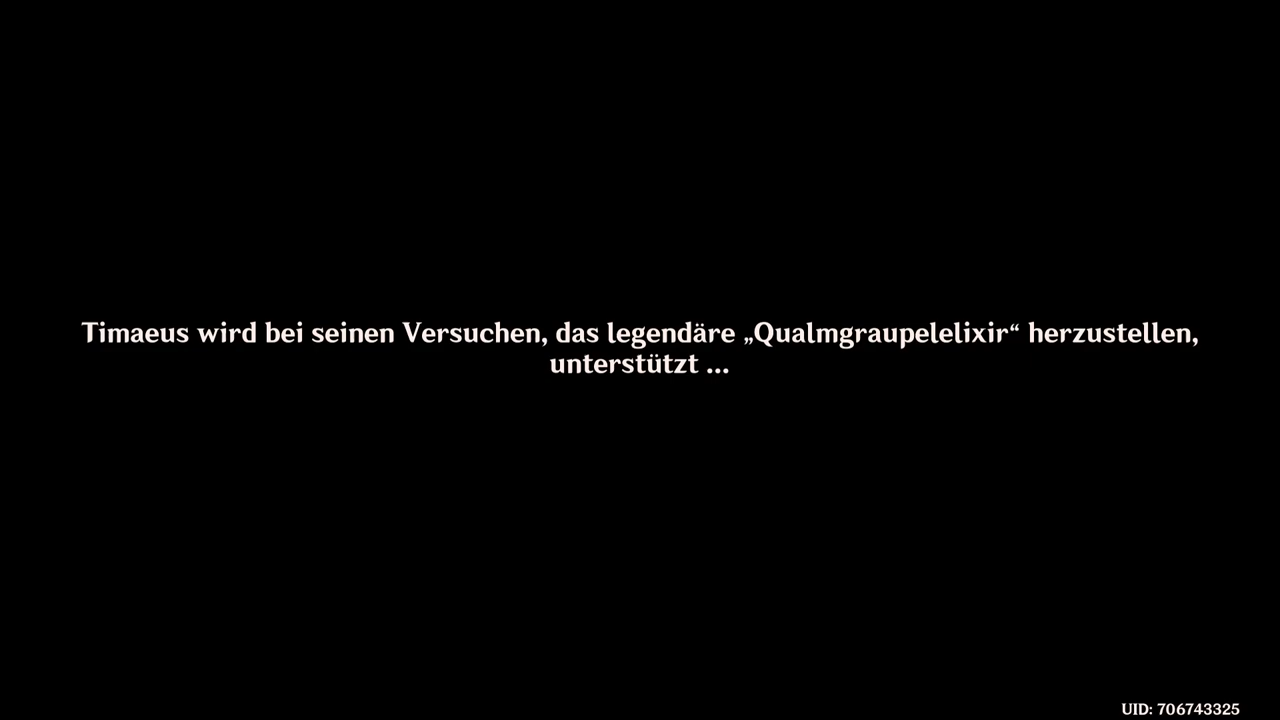 Timaeus wird bei seinen Versuchen, das legendäre „Qualmgraupelelixir“ herzustellen,
unterstützt ...
UID: 706743325